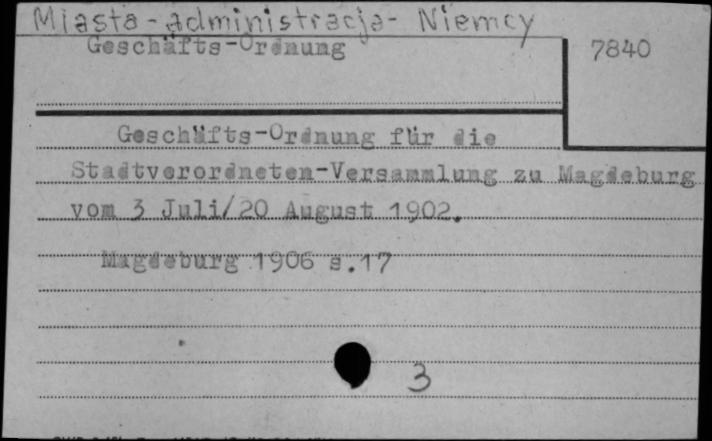 Miasta - administracja - Niemcy
Geschäfts-Ordnung
7840
Geschäfts-Ordnung für die
Stadtverordneten-Versammlung zu Magdeburg
vom 3 Juli/20 August 1902.
Magdeburg 1906 s.17
3